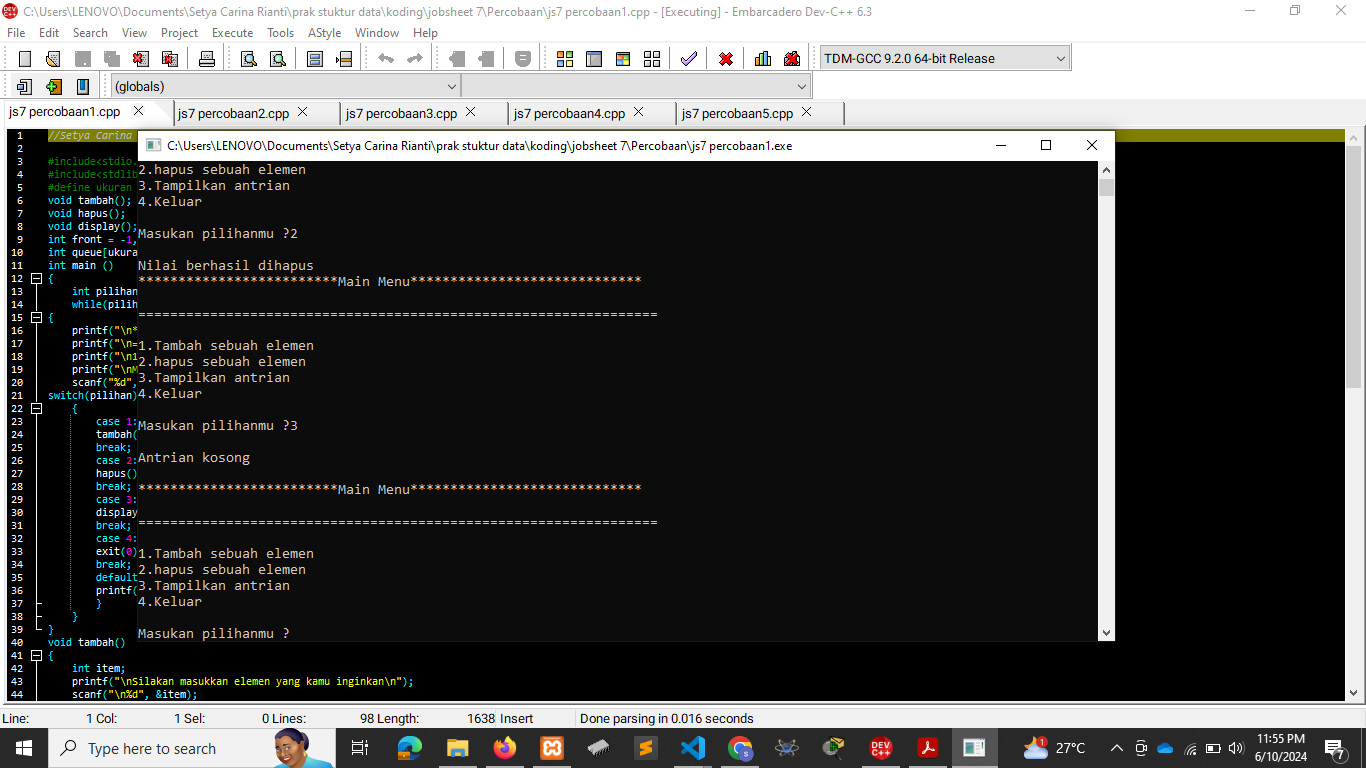 C:\Users\LENOVO\Documents\Setya Carina Rianti\prak stuktur data\koding\jobsheet 7\Percobaan\js7 percobaan1.cpp - [Executing] - Embarcadero Dev-C++ 6.3
File Edit Search View Project Execute Tools AStyle Window Help
TDM-GCC 9.2.0 64-bit Release
(globals)
js7 percobaan1.cpp js7 percobaan2.cpp js7 percobaan3.cpp js7 percobaan4.cpp js7 percobaan5.cpp
1 //Setya Carina
2
3 #include<stdio.
4 #include<stdlib
5 #define ukuran
6 void tambah();
7 void hapus();
8 void display();
9 int front = -1,
10 int queue[ukura
11 int main ()
12 {
13 int pilihan
14 while(pilih
15 {
16 printf("\n*
17 printf("\n=
18 printf("\n1
19 printf("\nM
20 scanf("%d",
21 switch(pilihan)
22 {
23 case 1:
24 tambah(
25 break;
26 case 2:
27 hapus()
28 break;
29 case 3:
30 display
31 break;
32 case 4:
33 exit(0)
34 break;
35 default
36 printf(
37 }
38 }
39 }
40 void tambah()
41 {
42 int item;
43 printf("\nSilakan masukkan elemen yang kamu inginkan\n");
44 scanf("\n%d", &item);
C:\Users\LENOVO\Documents\Setya Carina Rianti\prak stuktur data\koding\jobsheet 7\Percobaan\js7 percobaan1.exe
2.hapus sebuah elemen
3.Tampilkan antrian
4.Keluar
Masukan pilihanmu ?2
Nilai berhasil dihapus
*************************Main Menu*****************************
=================================================================
1.Tambah sebuah elemen
2.hapus sebuah elemen
3.Tampilkan antrian
4.Keluar
Masukan pilihanmu ?3
Antrian kosong
*************************Main Menu*****************************
=================================================================
1.Tambah sebuah elemen
2.hapus sebuah elemen
3.Tampilkan antrian
4.Keluar
Masukan pilihanmu ?
Line: 1 Col: 1 Sel: 0 Lines: 98 Length: 1638 Insert Done parsing in 0.016 seconds
Type here to search
DEV C++
1
27°C
11:55 PM
6/10/2024
7